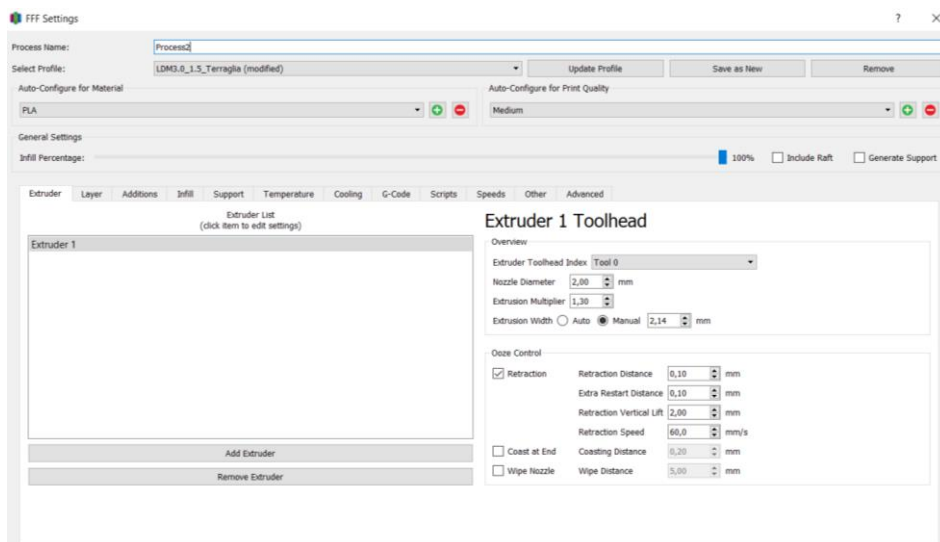 FFF Settings
Process Name: Process2
Select Profile: LDM3.0_1.5_Terraglia (modified) Update Profile Save as New Remove
Auto-Configure for Material Auto-Configure for Print Quality
PLA Medium
General Settings
Infill Percentage: 100% Include Raft Generate Support
Extruder Layer Additions Infill Support Temperature Cooling G-Code Scripts Speeds Other Advanced
Extruder List
(click item to edit settings)
Extruder 1
Add Extruder
Remove Extruder
Extruder 1 Toolhead
Overview
Extruder Toolhead Index Tool 0
Nozzle Diameter 2,00 mm
Extrusion Multiplier 1,30
Extrusion Width Auto Manual 2,14 mm
Ooze Control
Retraction Retraction Distance 0,10 mm
Extra Restart Distance 0,10 mm
Retraction Vertical Lift 2,00 mm
Retraction Speed 60,0 mm/s
Coast at End Coasting Distance 0,20 mm
Wipe Nozzle Wipe Distance 5,00 mm